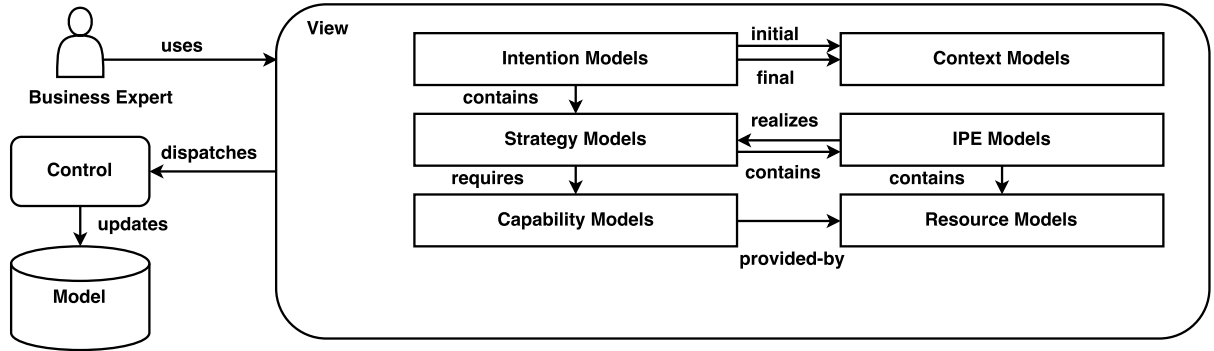 View
uses
Business Expert
Intention Models
initial
final
Context Models
contains
Strategy Models
realizes
contains
IPE Models
Control
dispatches
requires
contains
Capability Models
provided-by
Resource Models
updates
Model